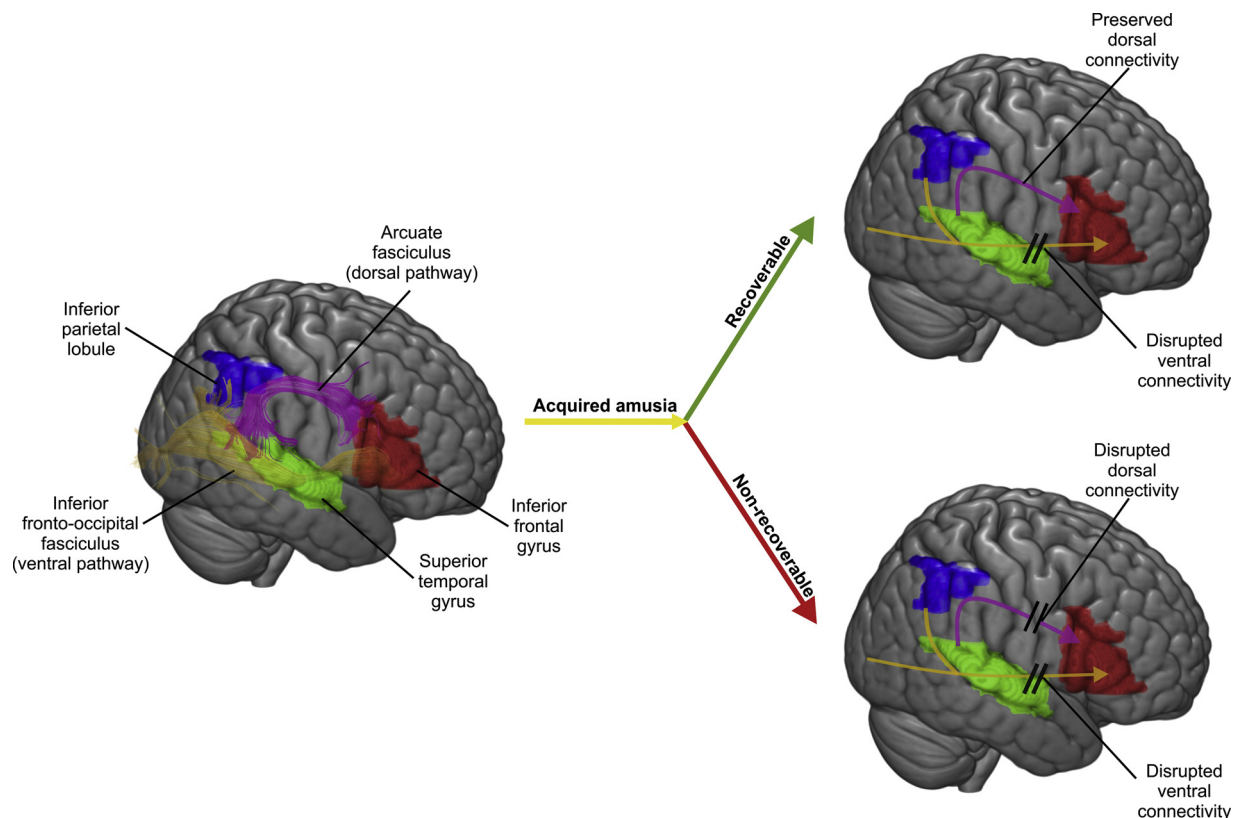 Preserved
dorsal
connectivity
Arcuate
fasciculus
(dorsal pathway)
Inferior
parietal
lobule
Recoverable
Disrupted
ventral
connectivity
Acquired amusia
Non-recoverable
Disrupted
dorsal
connectivity
Inferior
fronto-occipital
fasciculus
(ventral pathway)
Inferior
frontal
gyrus
Superior
temporal
gyrus
Disrupted
ventral
connectivity